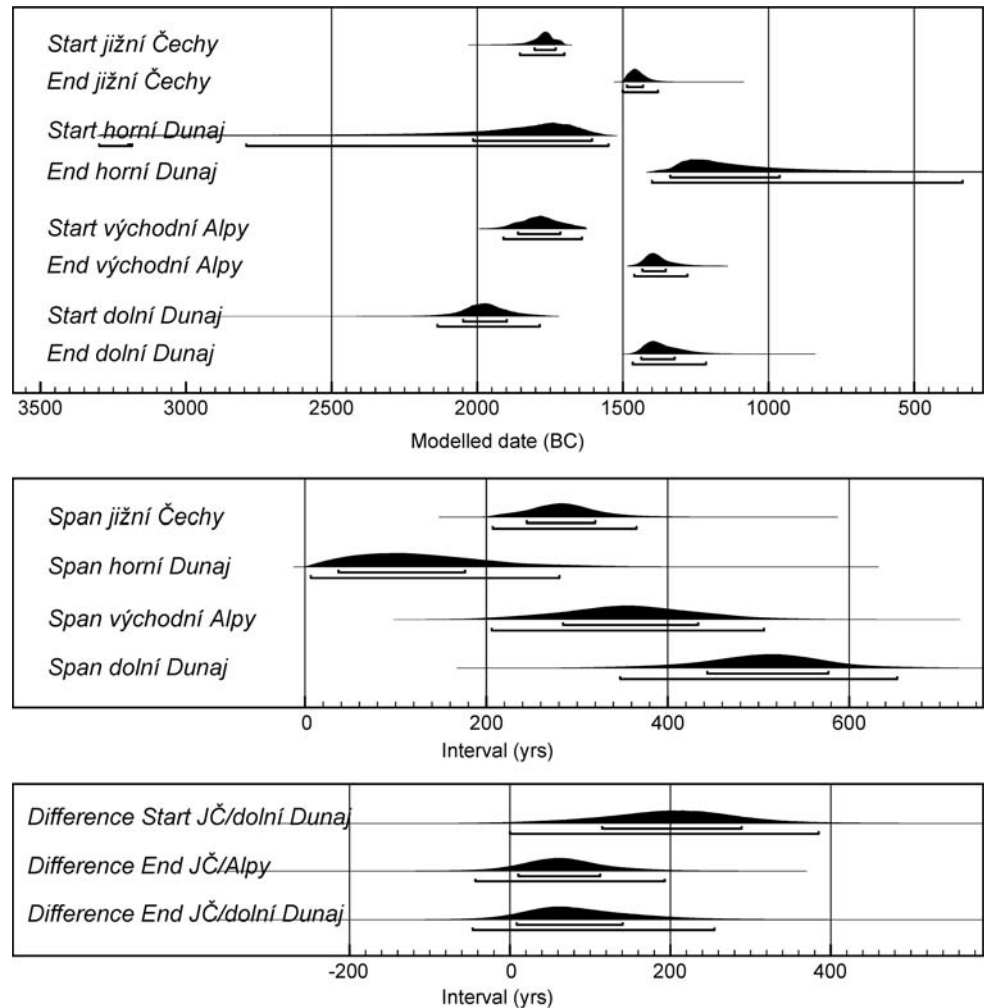 Start jižní Čechy
End jižní Čechy
Start horní Dunaj
End horní Dunaj
Start východní Alpy
End východní Alpy
Start dolní Dunaj
End dolní Dunaj
3500 3000 2500 2000 1500 1000 500
Modelled date (BC)
Span jižní Čechy
Span horní Dunaj
Span východní Alpy
Span dolní Dunaj
0 200 400 600
Interval (yrs)
Difference Start JČ/dolní Dunaj
Difference End JČ/Alpy
Difference End JČ/dolní Dunaj
-200 0 200 400
Interval (yrs)